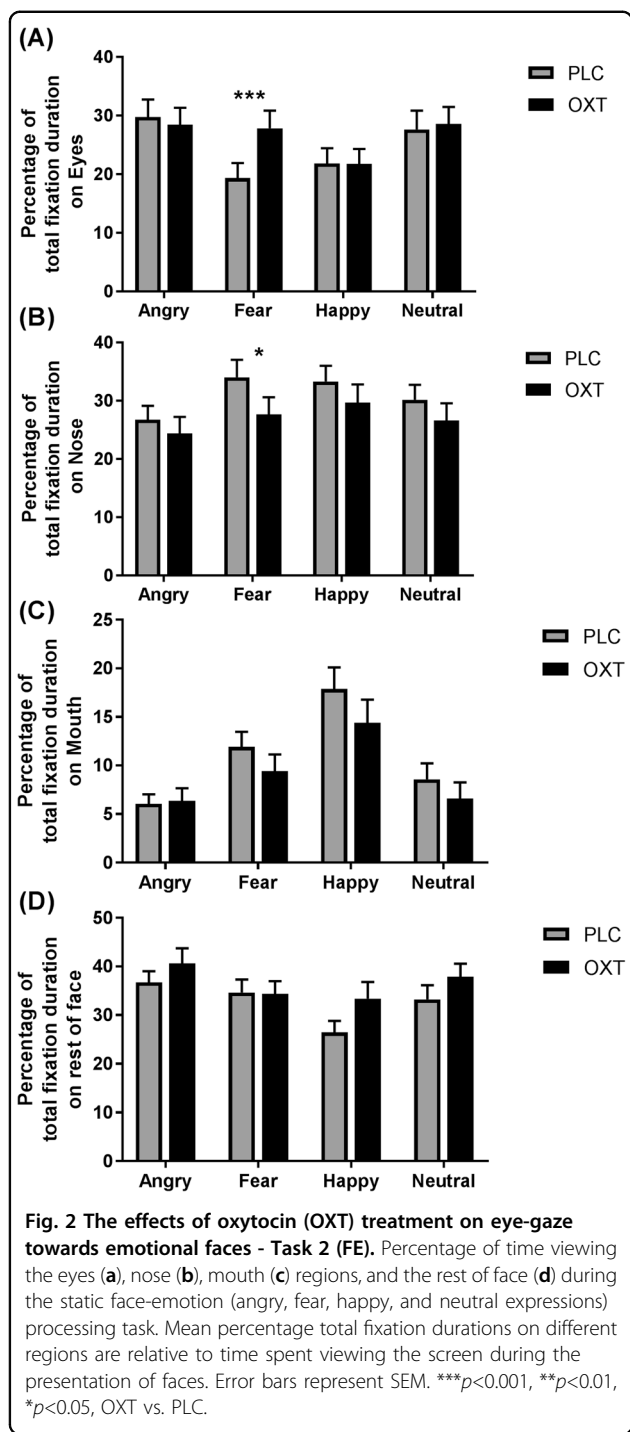 (A)
Percentage of
total fixation duration
on Eyes
40
30
20
10
0
***
Angry Fear Happy Neutral
PLC
OXT
(B)
Percentage of
total fixation duration
on Nose
40
30
20
10
0
*
Angry Fear Happy Neutral
PLC
OXT
(C)
Percentage of
total fixation duration
on Mouth
25
20
15
10
5
0
Angry Fear Happy Neutral
PLC
OXT
(D)
Percentage of
total fixation duration
on rest of face
50
40
30
20
10
0
Angry Fear Happy Neutral
PLC
OXT
Fig. 2 The effects of oxytocin (OXT) treatment on eye-gaze
towards emotional faces - Task 2 (FE). Percentage of time viewing
the eyes (a), nose (b), mouth (c) regions, and the rest of face (d) during
the static face-emotion (angry, fear, happy, and neutral expressions)
processing task. Mean percentage total fixation durations on different
regions are relative to time spent viewing the screen during the
presentation of faces. Error bars represent SEM. ***p<0.001, **p<0.01,
*p<0.05, OXT vs. PLC.